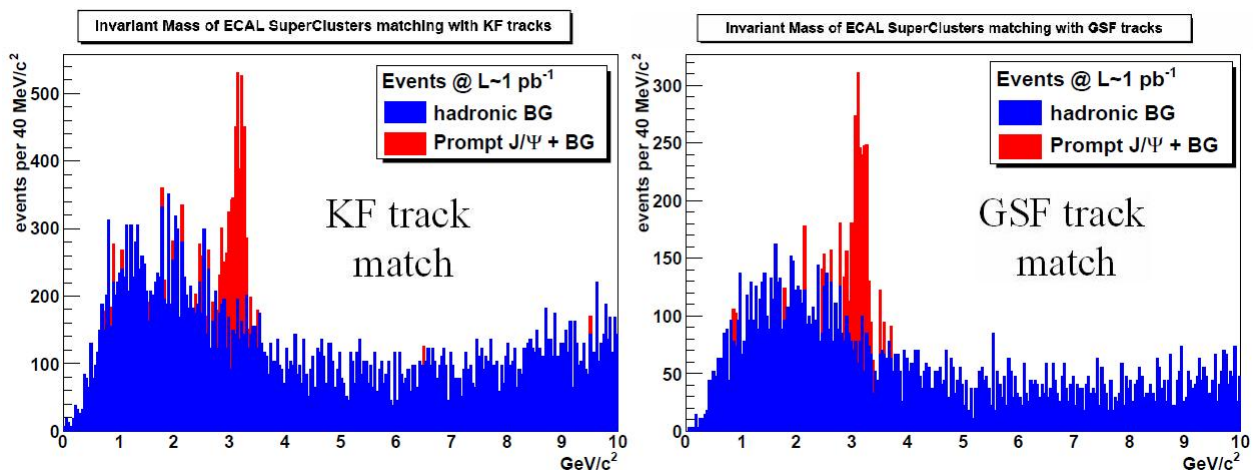 Invariant Mass of ECAL SuperClusters matching with KF tracks
events per 40 MeV/c²
500
400
300
200
100
0
Events @ L~1 pb⁻¹
hadronic BG
Prompt J/Ψ + BG
KF track
match
0 1 2 3 4 5 6 7 8 9 10
GeV/c²
Invariant Mass of ECAL SuperClusters matching with GSF tracks
events per 40 MeV/c²
300
250
200
150
100
50
0
Events @ L~1 pb⁻¹
hadronic BG
Prompt J/Ψ + BG
GSF track
match
0 1 2 3 4 5 6 7 8 9 10
GeV/c²